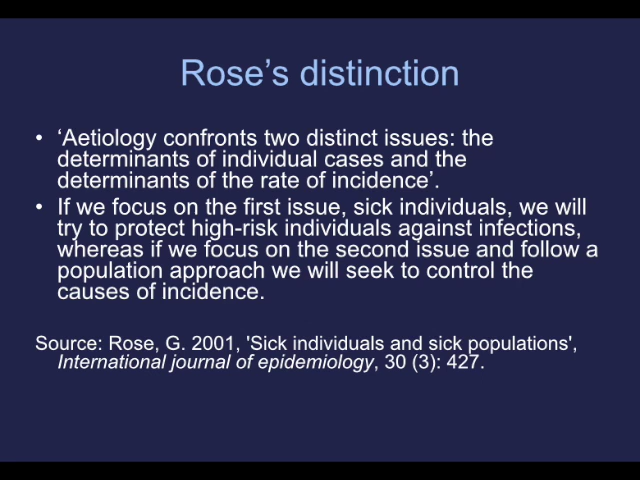 Rose's distinction
• 'Aetiology confronts two distinct issues: the
determinants of individual cases and the
determinants of the rate of incidence'.
• If we focus on the first issue, sick individuals, we will
try to protect high-risk individuals against infections,
whereas if we focus on the second issue and follow a
population approach we will seek to control the
causes of incidence.
Source: Rose, G. 2001, 'Sick individuals and sick populations',
International journal of epidemiology, 30 (3): 427.